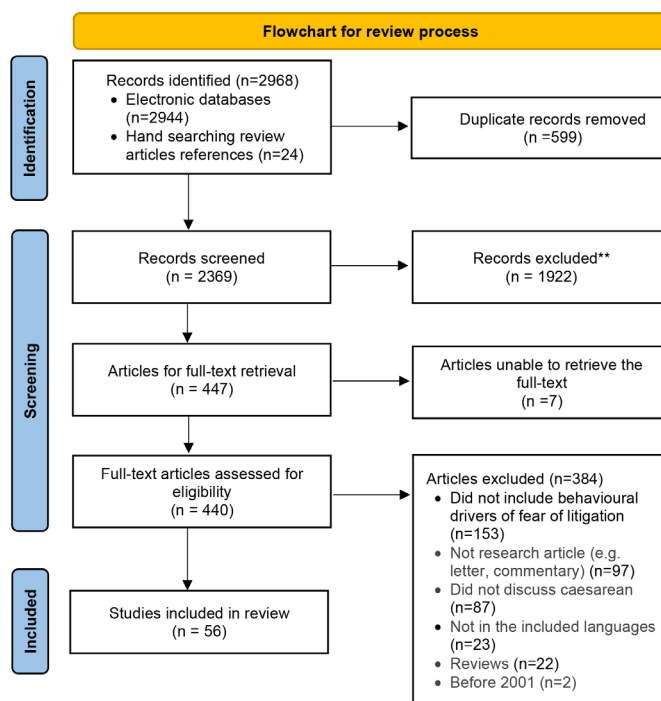 Flowchart for review process
Identification
Records identified (n=2968)
• Electronic databases
(n=2944)
• Hand searching review
articles references (n=24)
Duplicate records removed
(n =599)
Screening
Records screened
(n = 2369)
Records excluded**
(n = 1922)
Articles for full-text retrieval
(n = 447)
Articles unable to retrieve the
full-text
(n =7)
Full-text articles assessed for
eligibility
(n = 440)
Articles excluded (n=384)
• Did not include behavioural
drivers of fear of litigation
(n=153)
• Not research article (e.g.
letter, commentary) (n=97)
• Did not discuss caesarean
(n=87)
• Not in the included languages
(n=23)
• Reviews (n=22)
• Before 2001 (n=2)
Included
Studies included in review
n = 56)